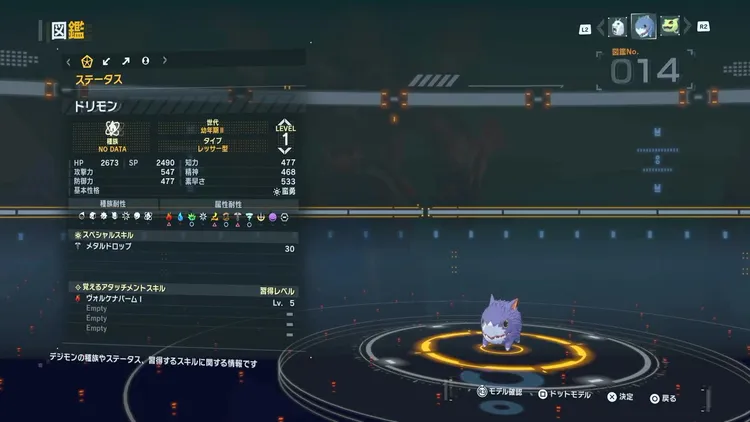 図鑑
L2
R2
図鑑No.
014
ステータス
ドリモン
種族
NO DATA
世代
幼年期Ⅱ
タイプ
レッサー型
LEVEL
1
HP 2673 SP 2490 知力 477
攻撃力 547 精神 468
防御力 477 素早さ 533
基本性格 蛮勇
種族耐性 属性耐性
スペシャルスキル
メタルドロップ 30
覚えるアタッチメントスキル 習得レベル
ヴォルケナパームⅠ Lv. 5
Empty
Empty
Empty
デジモンの種族やステータス、習得するスキルに関する情報です
R3 モデル確認 ドットモデル 決定 戻る